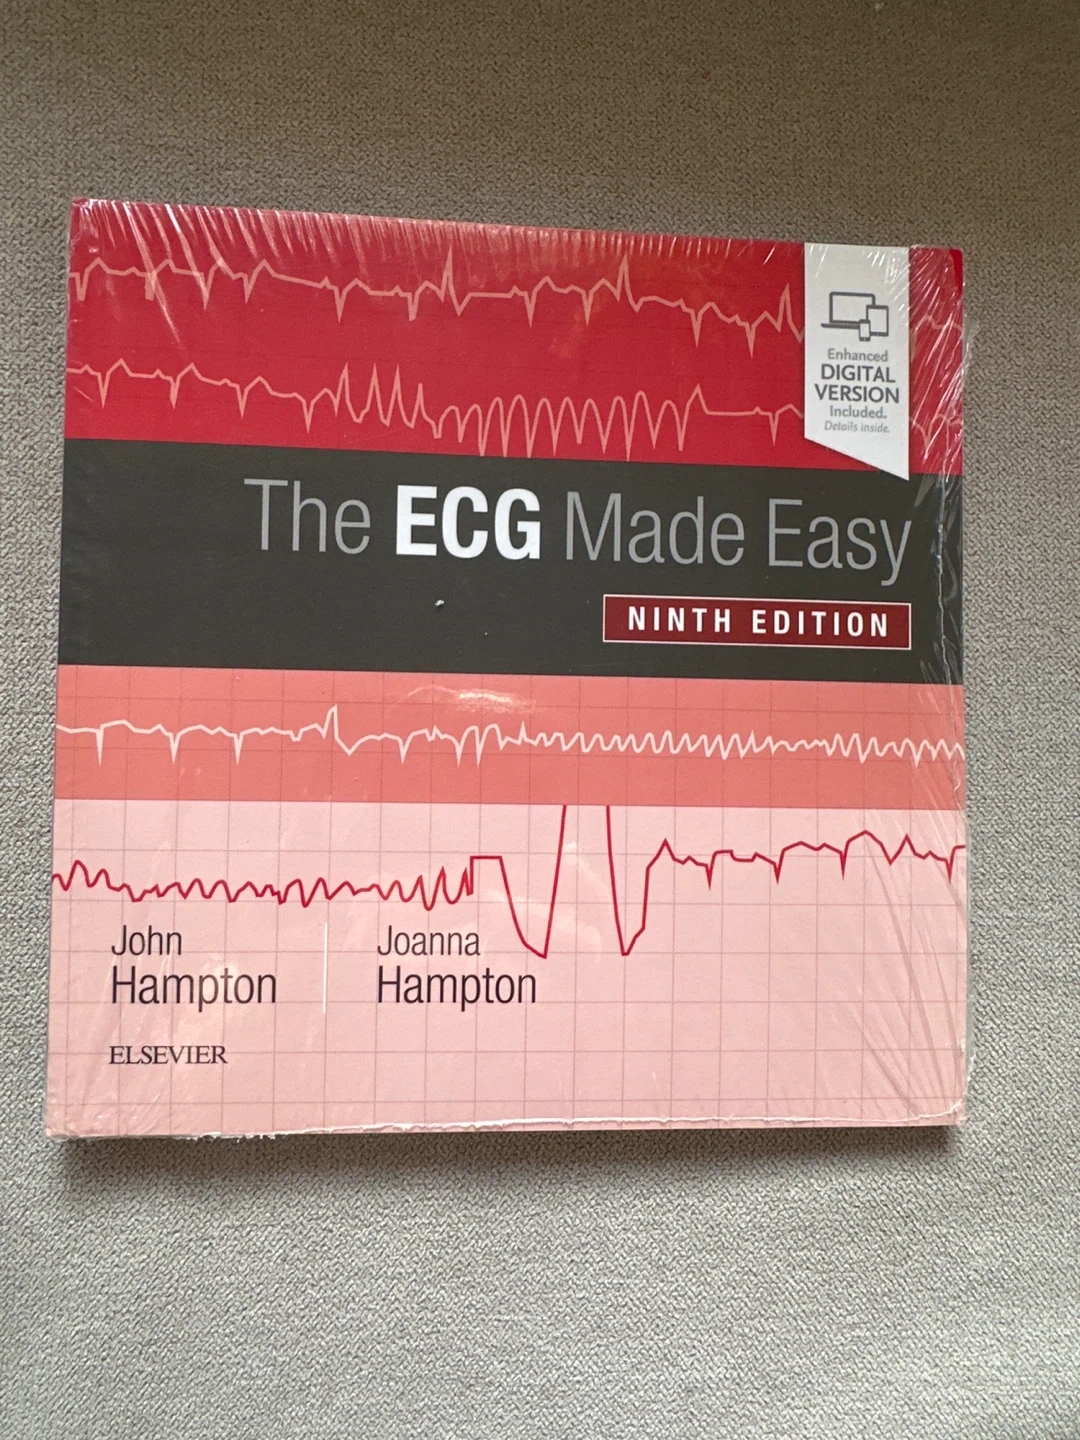 Enhanced
DIGITAL
VERSION
Included.
Details inside.
The ECG Made Easy
NINTH EDITION
John
Hampton
Joanna
Hampton
ELSEVIER